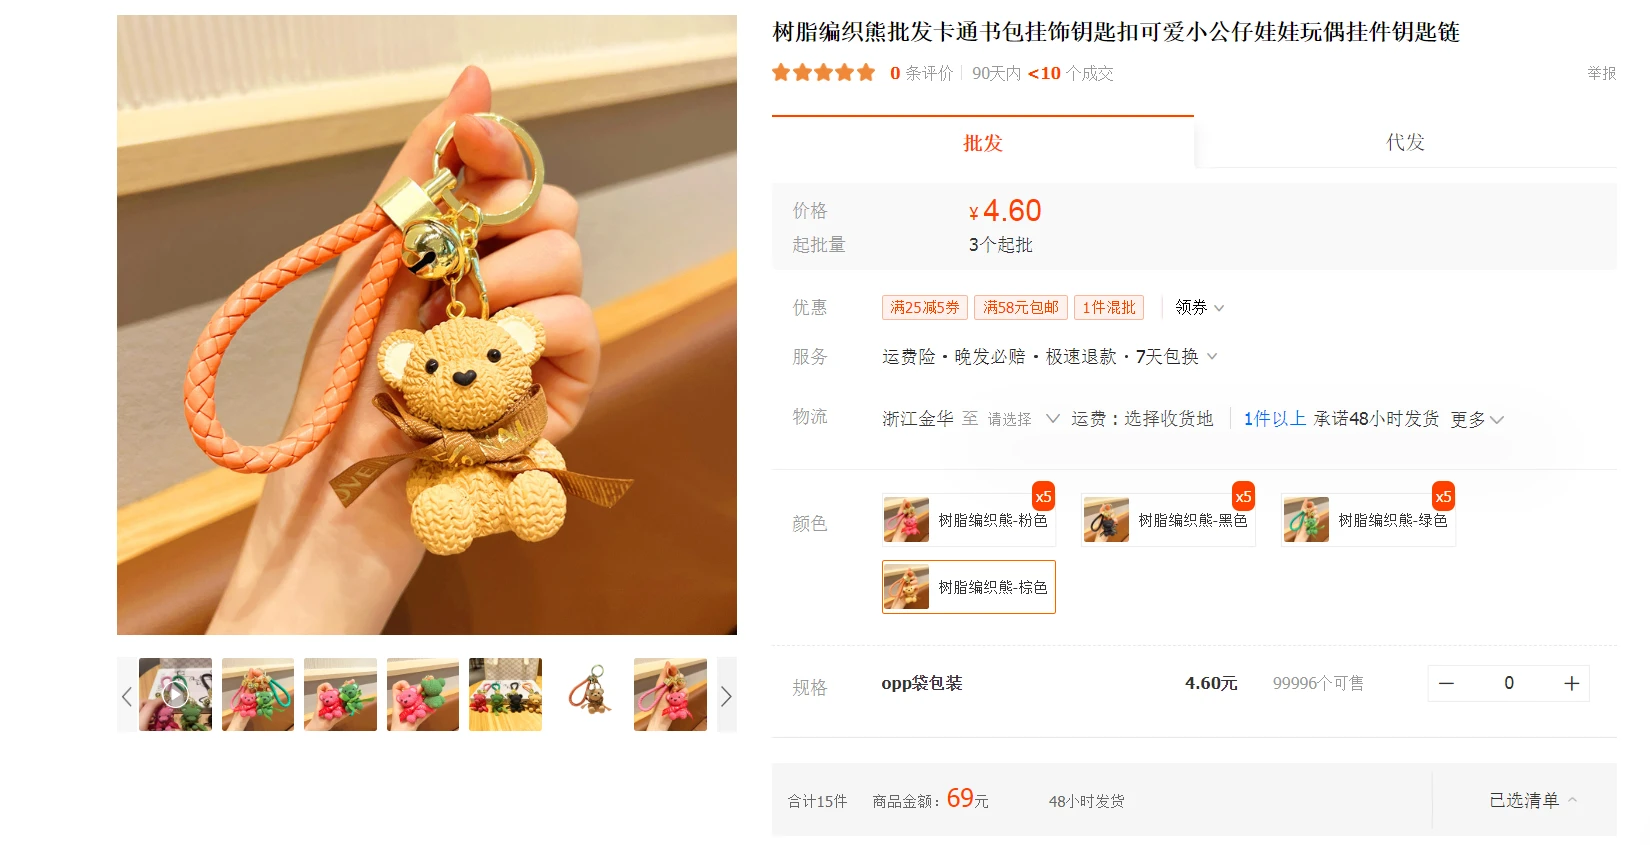 树脂编织熊批发卡通书包挂饰钥匙扣可爱小公仔娃娃玩偶挂件钥匙链
0 条评价 90天内 <10 个成交 举报
批发 代发
价格 ¥4.60
起批量 3个起批
优惠 满25减5券 满58元包邮 1件混批 领券
服务 运费险·晚发必赔·极速退款·7天包换
物流 浙江金华 至 请选择 运费：选择收货地 1件以上 承诺48小时发货 更多
x5 x5 x5
颜色 树脂编织熊-粉色 树脂编织熊-黑色 树脂编织熊-绿色
树脂编织熊-棕色
规格 opp袋包装 4.60元 99996个可售 — 0 +
合计15件 商品金额：69元 48小时发货 已选清单